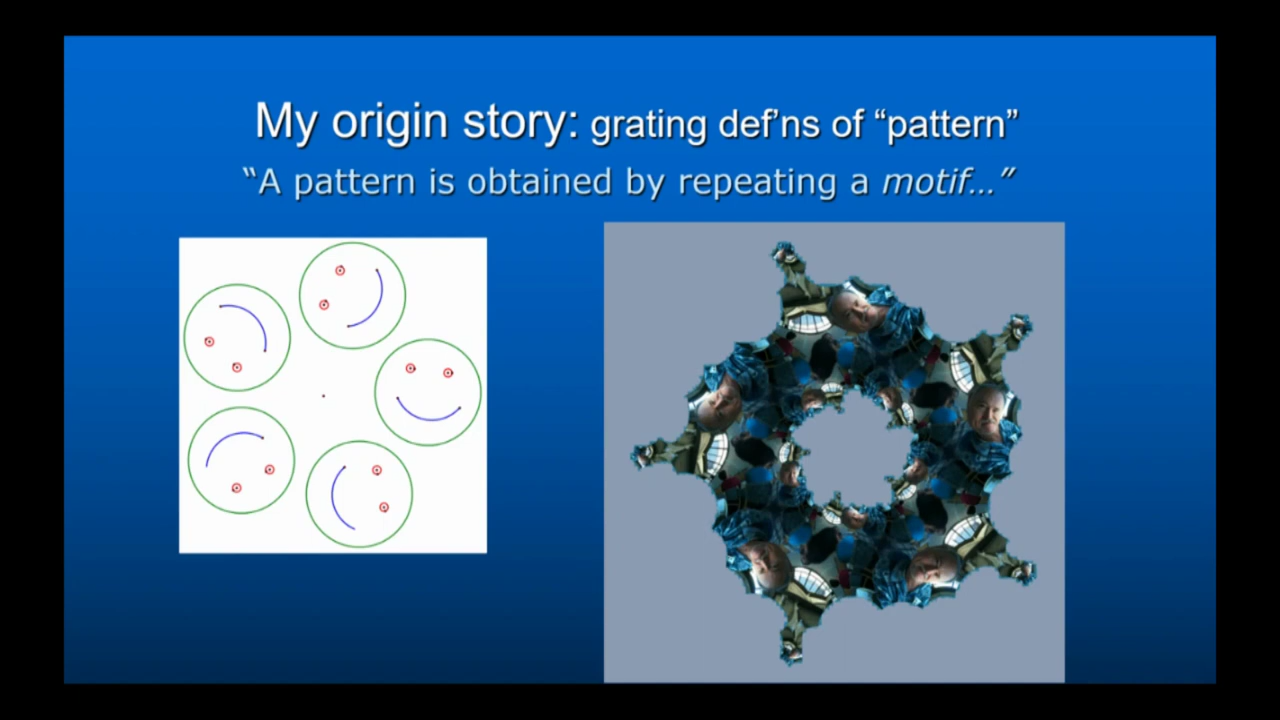 My origin story: grating def’ns of “pattern”
“A pattern is obtained by repeating a motif…”